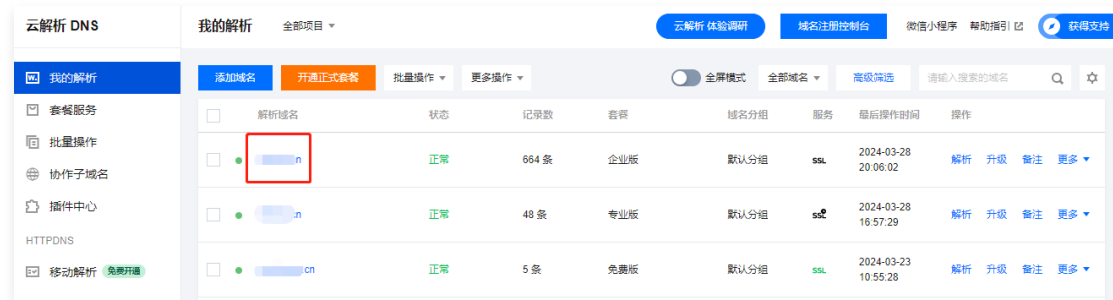 云解析 DNS
我的解析 全部项目
云解析 体验调研 域名注册控制台 微信小程序 帮助指引 获得支持
我的解析
套餐服务
批量操作
协作子域名
插件中心
HTTPDNS
移动解析 免费开通
添加域名 开通正式套餐 批量操作 更多操作 全屏模式 全部域名 高级筛选 请输入搜索的域名
解析域名 状态 记录数 套餐 域名分组 服务 最后操作时间 操作
n 正常 664 条 企业版 默认分组 SSL 2024-03-28 解析 升级 备注 更多
20:06:02
.cn 正常 48 条 专业版 默认分组 2024-03-28 解析 升级 备注 更多
16:57:29
.cn 正常 5 条 免费版 默认分组 SSL 2024-03-23 解析 升级 备注 更多
10:55:28